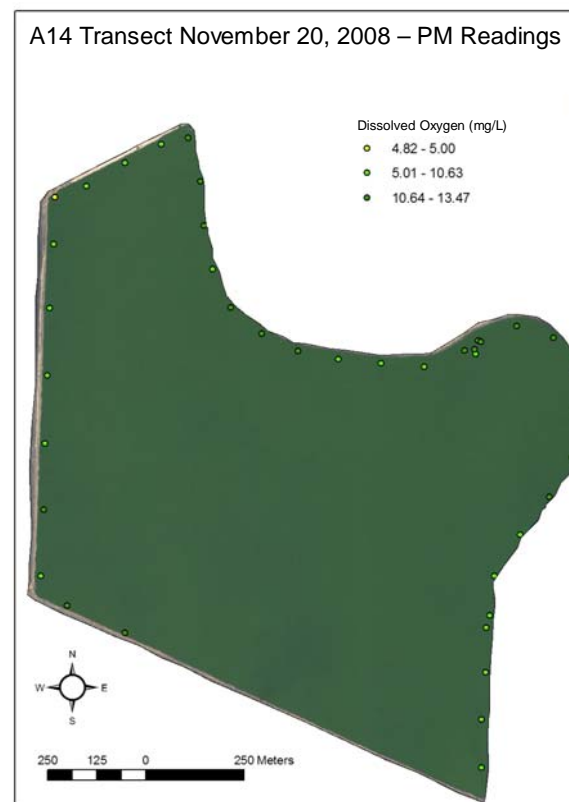 A14 Transect November 20, 2008 – PM Readings
Dissolved Oxygen (mg/L)
4.82 - 5.00
5.01 - 10.63
10.64 - 13.47
N
W E
S
250 125 0 250 Meters